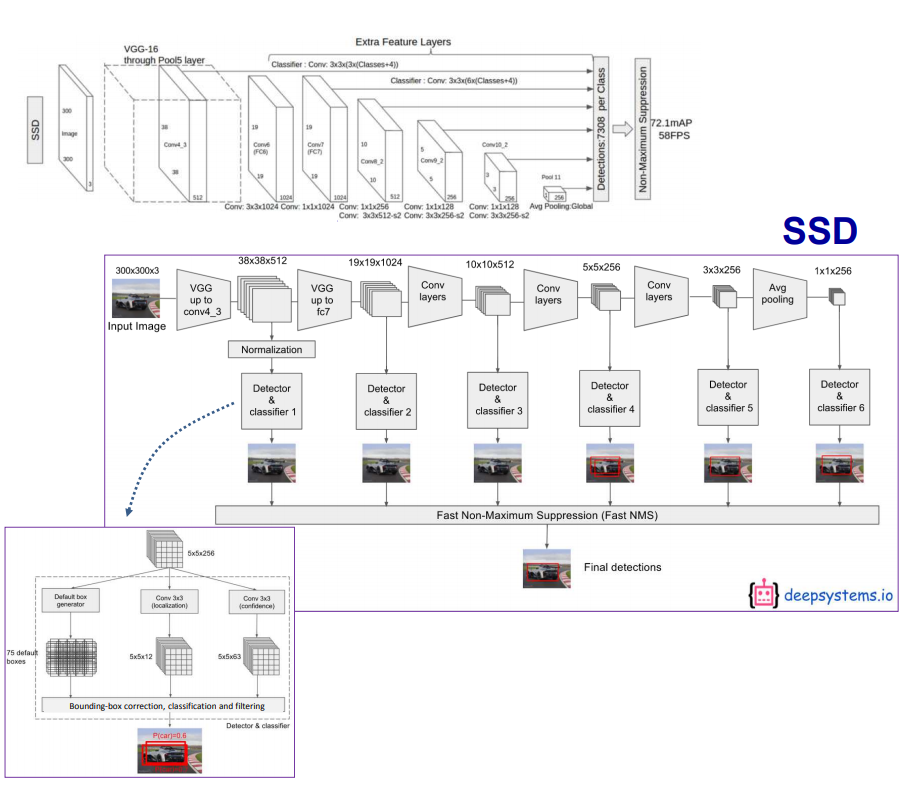 Extra Feature Layers
VGG-16
through Pool5 layer
Classifier : Conv: 3x3x(3x(Classes+4))
Classifier : Conv: 3x3x(6x(Classes+4))
SSD
300
Image
300
3
38
Conv4_3
38
512
19
Conv6
(FC6)
19
1024
19
Conv7
(FC7)
19
1024
10
Conv8_2
10
512
5
Conv9_2
5
256
Conv10_2
3
3
256
Pool 11
256
Detections:7308 per Class
Non-Maximum Suppression
72.1mAP
58FPS
Conv: 3x3x1024
Conv: 1x1x1024
Conv: 1x1x256
Conv: 3x3x512-s2
Conv: 1x1x128
Conv: 3x3x256-s2
Conv: 1x1x128
Conv: 3x3x256-s2
Avg Pooling:Global
SSD
300x300x3
38x38x512
19x19x1024
10x10x512
5x5x256
3x3x256
1x1x256
Input Image
VGG
up to
conv4_3
VGG
up to
fc7
Conv
layers
Conv
layers
Conv
layers
Avg
pooling
Normalization
Detector
&
classifier 1
Detector
&
classifier 2
Detector
&
classifier 3
Detector
&
classifier 4
Detector
&
classifier 5
Detector
&
classifier 6
Fast Non-Maximum Suppression (Fast NMS)
Final detections
deepsystems.io
5x5x256
Default box
generator
Conv 3x3
(localization)
Conv 3x3
(confidence)
75 default
boxes
5x5x12
5x5x63
Bounding-box correction, classification and filtering
Detector & classifier
P(car)=0.6